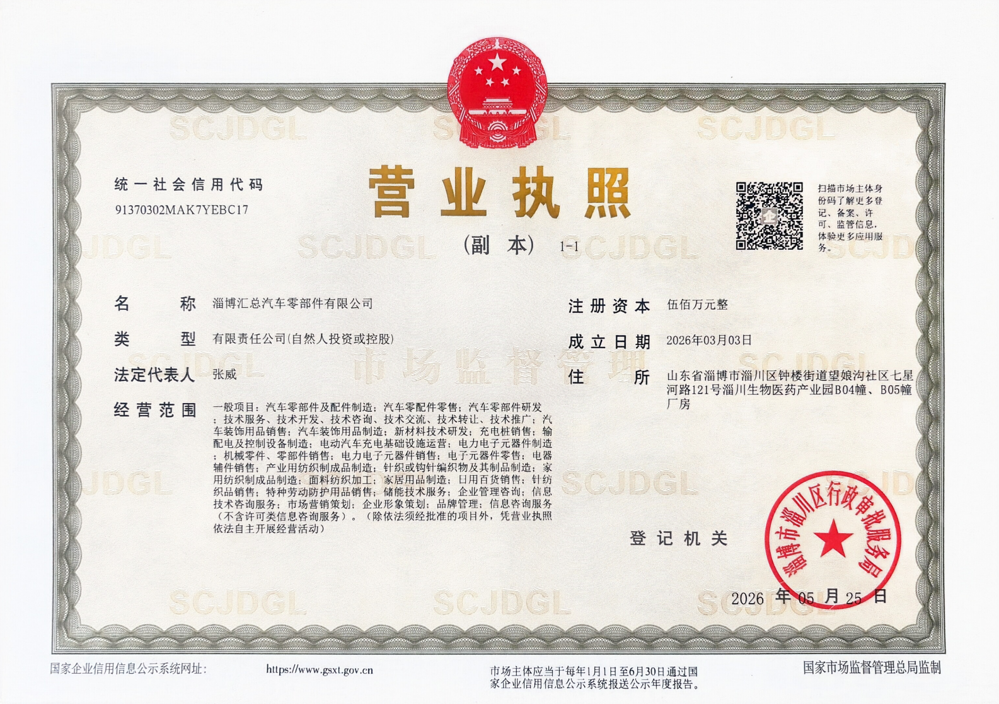 营业执照
(副 本) 1-1
统一社会信用代码
91370302MAK7YEBC17
扫描市场主体身
份码了解更多登
记、备案、许
可、监管信息,
体验更多应用服
务。
名 称 淄博汇总汽车零部件有限公司
类 型 有限责任公司(自然人投资或控股)
法定代表人 张威
经营范围 一般项目：汽车零部件及配件制造；汽车零配件零售；汽车零部件研发
；技术服务、技术开发、技术咨询、技术交流、技术转让、技术推广；汽
车装饰用品销售；汽车装饰用品制造；新材料技术研发；充电桩销售；输
配电及控制设备制造；电动汽车充电基础设施运营；电力电子元器件制造
；机械零件、零部件销售；电力电子元器件销售；电子元器件零售；电器
辅件销售；产业用纺织制成品制造；针织或钩针编织物及其制品制造；家
用纺织制成品制造；面料纺织加工；家居用品制造；日用百货销售；针纺
织品销售；特种劳动防护用品销售；储能技术服务；企业管理咨询；信息
技术咨询服务；市场营销策划；企业形象策划；品牌管理；信息咨询服务
（不含许可类信息咨询服务）。（除依法须经批准的项目外，凭营业执照
依法自主开展经营活动）
注册资本 伍佰万元整
成立日期 2026年03月03日
住 所 山东省淄博市淄川区钟楼街道望娘沟社区七星
河路121号淄川生物医药产业园B04幢、B05幢
厂房
登记机关
淄博市淄川区行政审批服务局
2026 年 05 月 25 日
国家企业信用信息公示系统网址：
https://www.gsxt.gov.cn
市场主体应当于每年1月1日至6月30日通过国
家企业信用信息公示系统报送公示年度报告。
国家市场监督管理总局监制
SCJDGL
市场监督管理